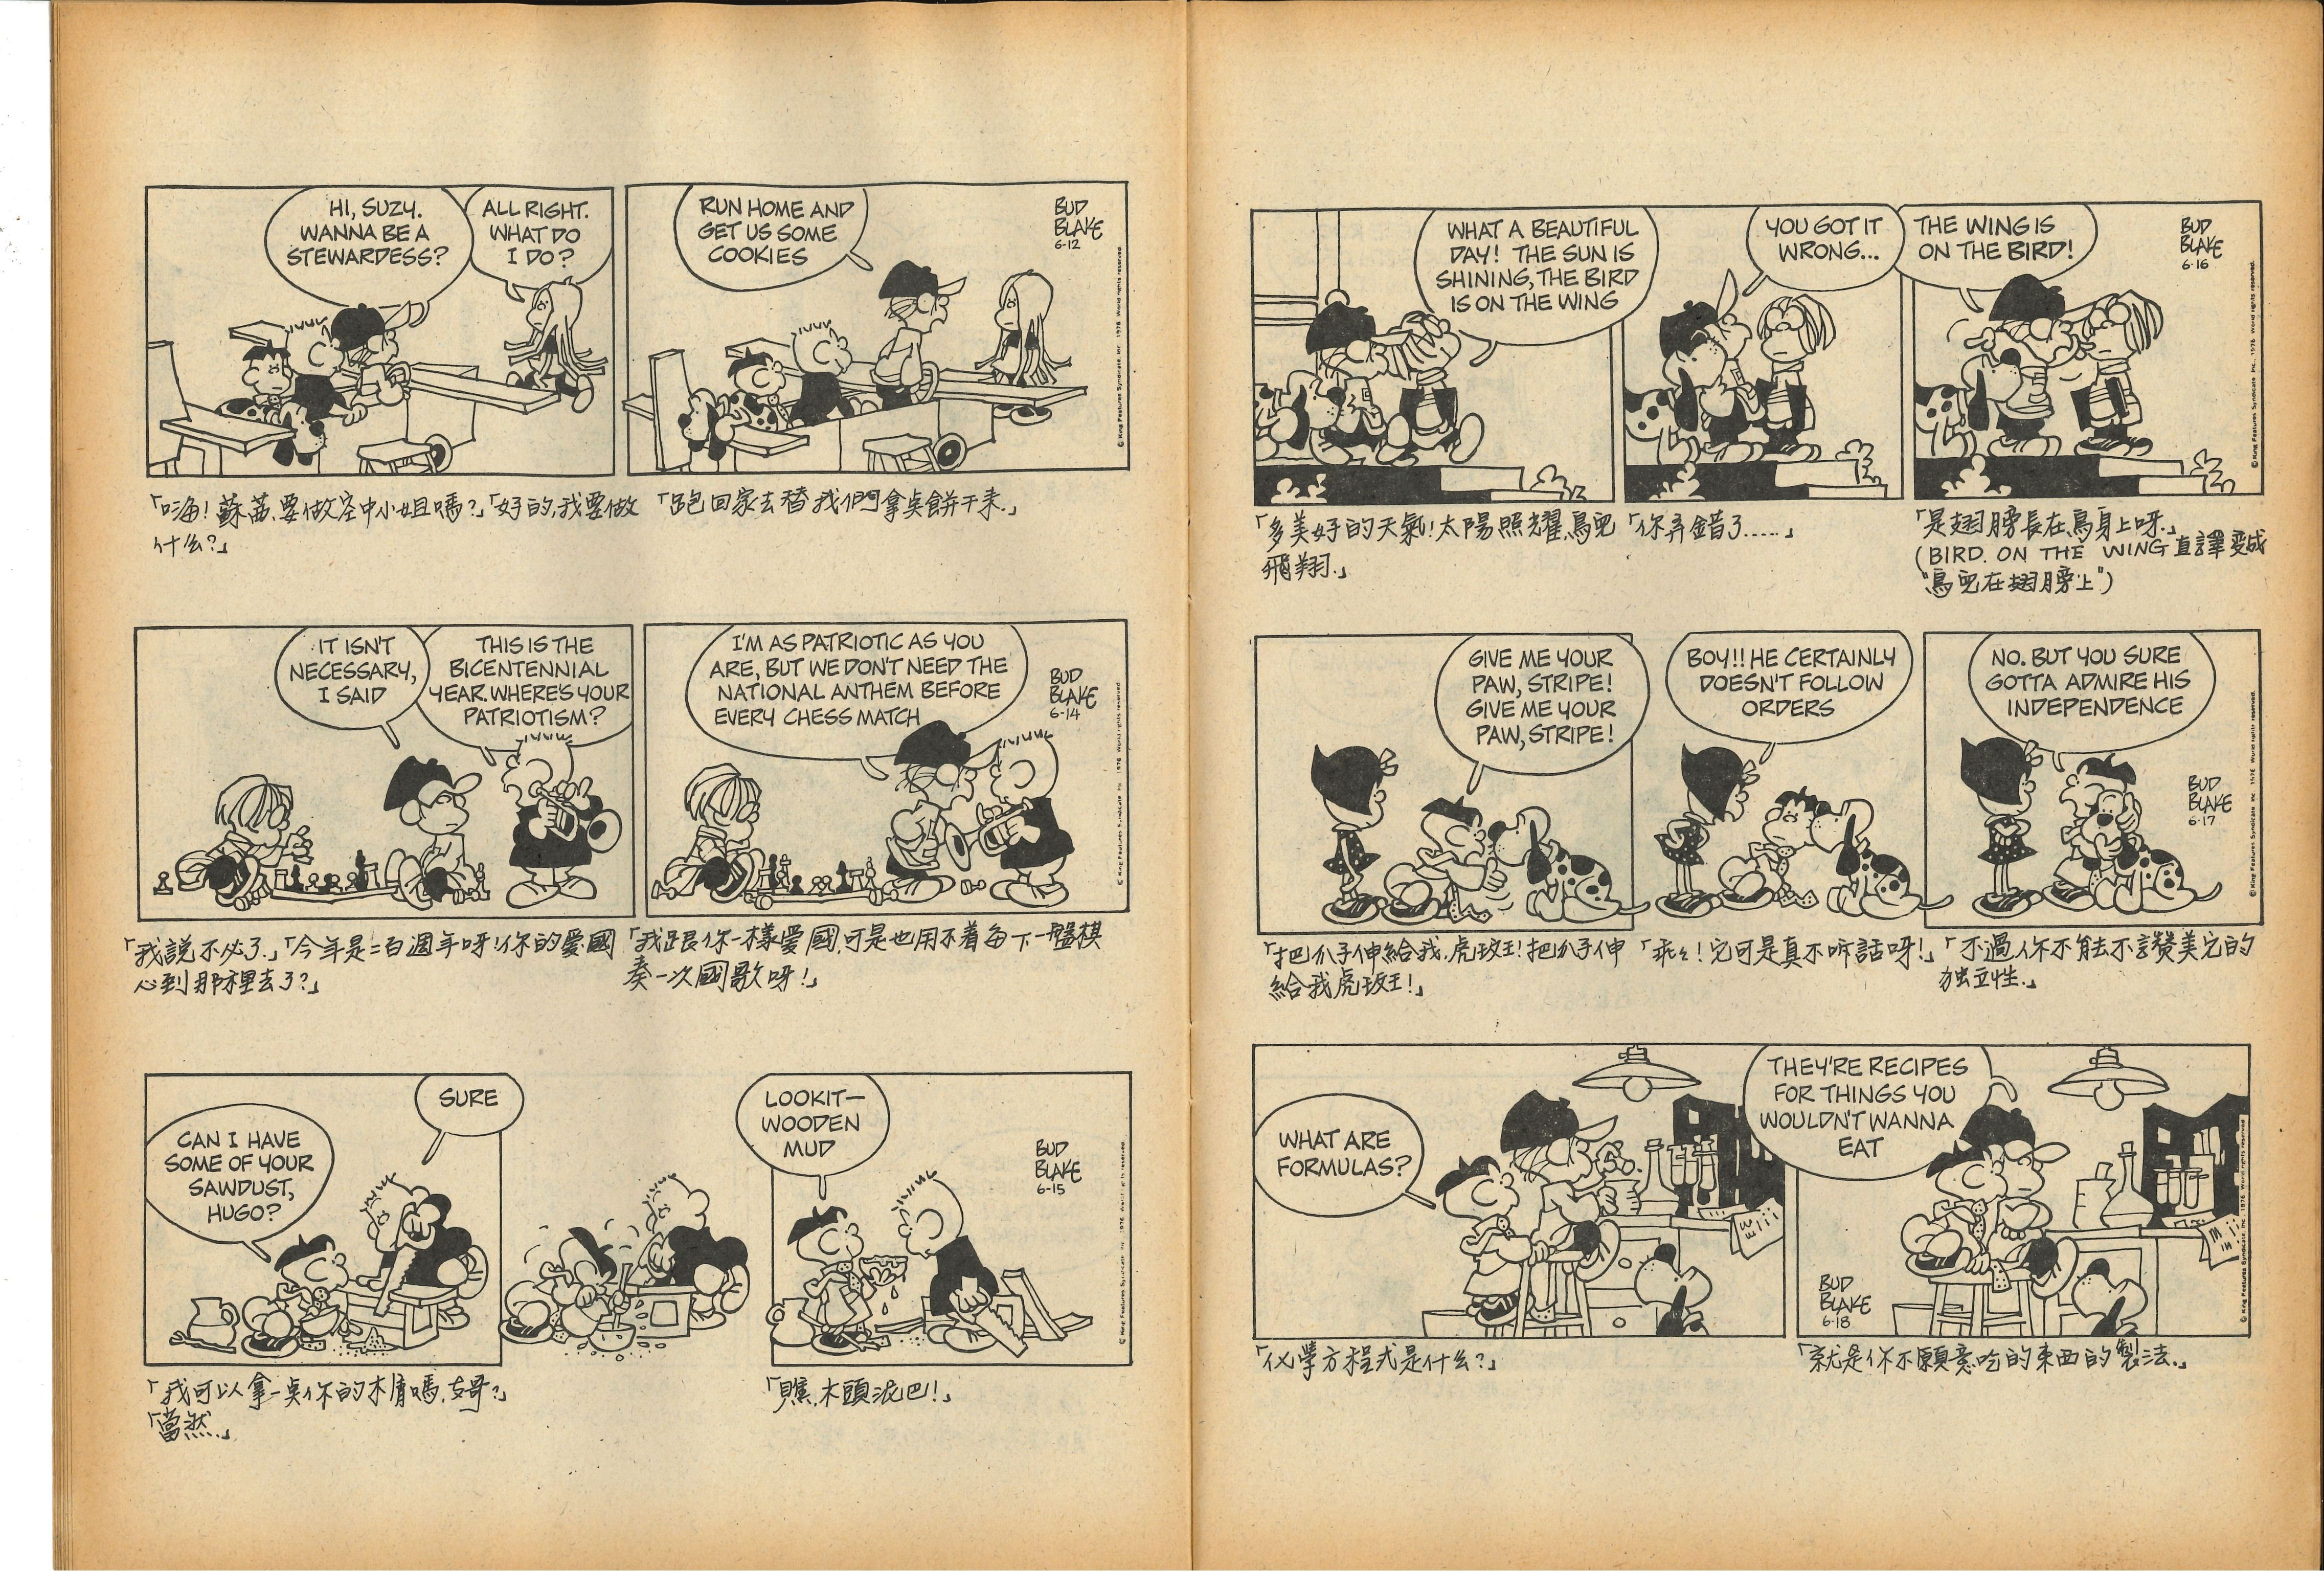 HI, SUZY.
WANNA BE A
STEWARDESS?
ALL RIGHT.
WHAT DO
I DO?
RUN HOME AND
GET US SOME
COOKIES
BUD
BLAKE
6-12
© King Features Syndicate, Inc., 1976. World rights reserved.
「嗨!蘇茜,要做空中小姐嗎?」「好的,我要做
什么?」
「跑回家去替我們拿奌餅干来.」
IT ISN'T
NECESSARY,
I SAID
THIS IS THE
BICENTENNIAL
YEAR. WHERE'S YOUR
PATRIOTISM?
I'M AS PATRIOTIC AS YOU
ARE, BUT WE DON'T NEED THE
NATIONAL ANTHEM BEFORE
EVERY CHESS MATCH
BUD
BLAKE
6-14
© King Features Syndicate, Inc., 1976. World rights reserved.
「我説不必了.」「今年是二百週年呀!你的愛國
心到那裡去了?」
「我跟你一樣愛國,可是也用不着每下一盤棋
奏一次國歌呀!」
CAN I HAVE
SOME OF YOUR
SAWDUST,
HUGO?
SURE
LOOKIT—
WOODEN
MUD
BUD
BLAKE
6-15
© King Features Syndicate, Inc., 1976. World rights reserved.
「我可以拿一奌你的木屑嗎,友哥?」
「當然.」
「瞧,木頭泥巴!」
WHAT A BEAUTIFUL
DAY! THE SUN IS
SHINING, THE BIRD
IS ON THE WING
YOU GOT IT
WRONG...
THE WING IS
ON THE BIRD!
BUD
BLAKE
6-16
© King Features Syndicate, Inc., 1976. World rights reserved.
「多美好的天氣!太陽照耀,鳥兒
飛翔.」
「你弄錯了.....」
「是翅膀長在鳥身上呀.」
(BIRD ON THE WING 直譯變成
"鳥兒在翅膀上")
GIVE ME YOUR
PAW, STRIPE!
GIVE ME YOUR
PAW, STRIPE!
BOY!! HE CERTAINLY
DOESN'T FOLLOW
ORDERS
NO. BUT YOU SURE
GOTTA ADMIRE HIS
INDEPENDENCE
BUD
BLAKE
6-17
© King Features Syndicate, Inc., 1976. World rights reserved.
「把爪子伸給我,虎斑!把爪子伸
給我虎斑!」
「乖乖!它可是真不听話呀!」
「不過你不能去不讃美它的
独立性.」
WHAT ARE
FORMULAS?
THEY'RE RECIPES
FOR THINGS YOU
WOULDN'T WANNA
EAT
BUD
BLAKE
6-18
© King Features Syndicate, Inc., 1976. World rights reserved.
「化學方程式是什么?」
「就是你不願意吃的東西的製法.」